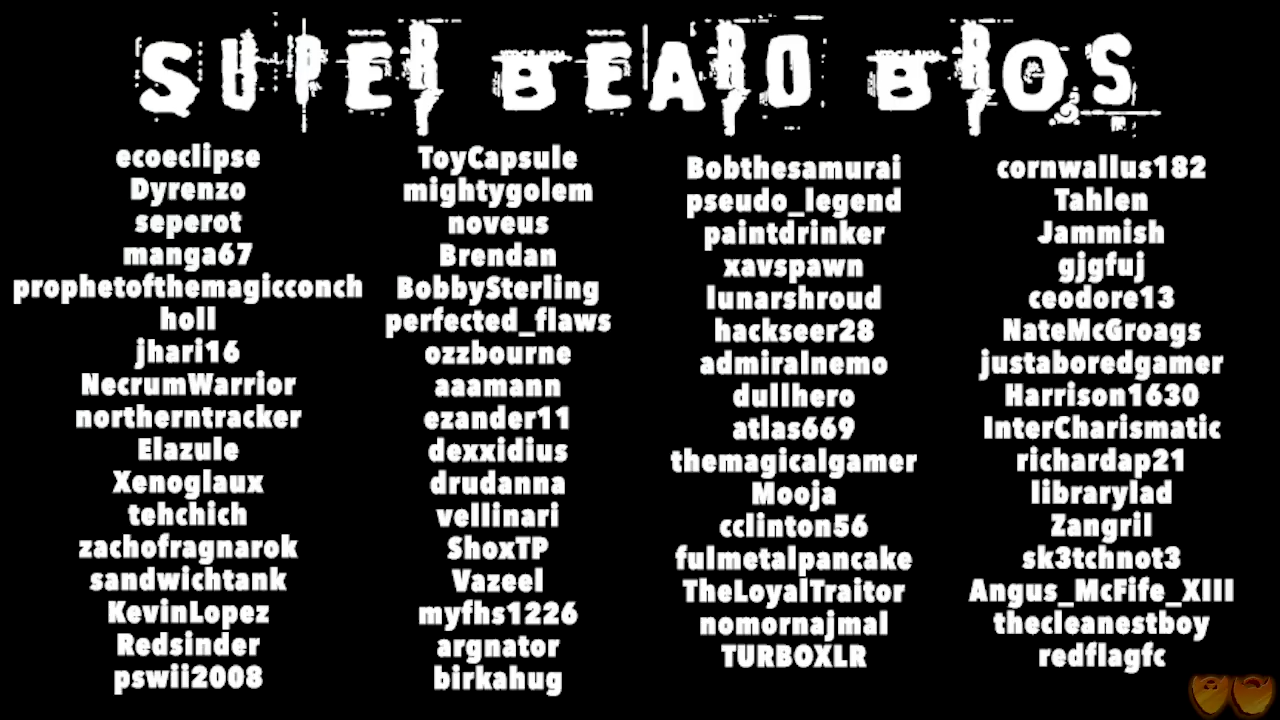 SUPER BEARD BROS
ecoeclipse
Dyrenzo
seperot
manga67
prophetofthemagicconch
holl
jhari16
NecrumWarrior
northerntracker
Elazule
Xenoglaux
tehchich
zachofragnarok
sandwichtank
KevinLopez
Redsinder
pswii2008
ToyCapsule
mightygolem
noveus
Brendan
BobbySterling
perfected_flaws
ozzbourne
aaamann
ezander11
dexxidius
drudanna
vellinari
ShoxTP
Vazeel
myfhs1226
argnator
birkahug
Bobthesamurai
pseudo_legend
paintdrinker
xavspawn
lunarshroud
hackseer28
admiralnemo
dullhero
atlas669
themagicalgamer
Mooja
cclinton56
fulmetalpancake
TheLoyalTraitor
nomornajmal
TURBOXLR
cornwallus182
Tahlen
Jammish
gjgfuj
ceodore13
NateMcGroags
justaboredgamer
Harrison1630
InterCharismatic
richardap21
librarylad
Zangril
sk3tchnot3
Angus_McFife_XIII
thecleanestboy
redflagfc